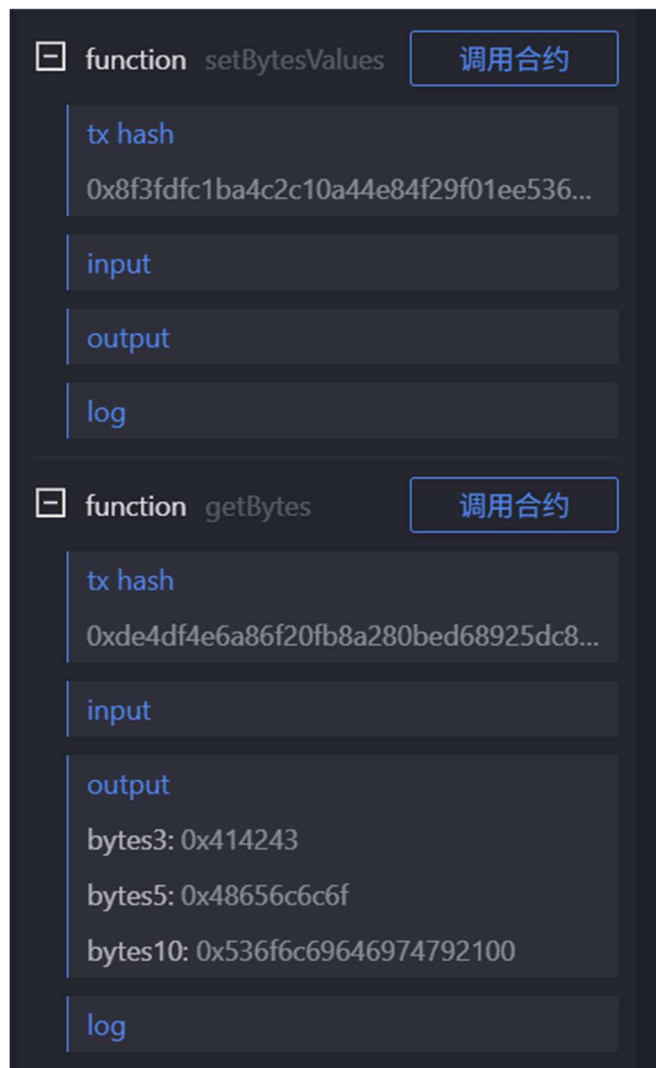 function setBytesValues 调用合约
tx hash
0x8f3fdfc1ba4c2c10a44e84f29f01ee536...
input
output
log
function getBytes 调用合约
tx hash
0xde4df4e6a86f20fb8a280bed68925dc8...
input
output
bytes3: 0x414243
bytes5: 0x48656c6c6f
bytes10: 0x536f6c69646974792100
log